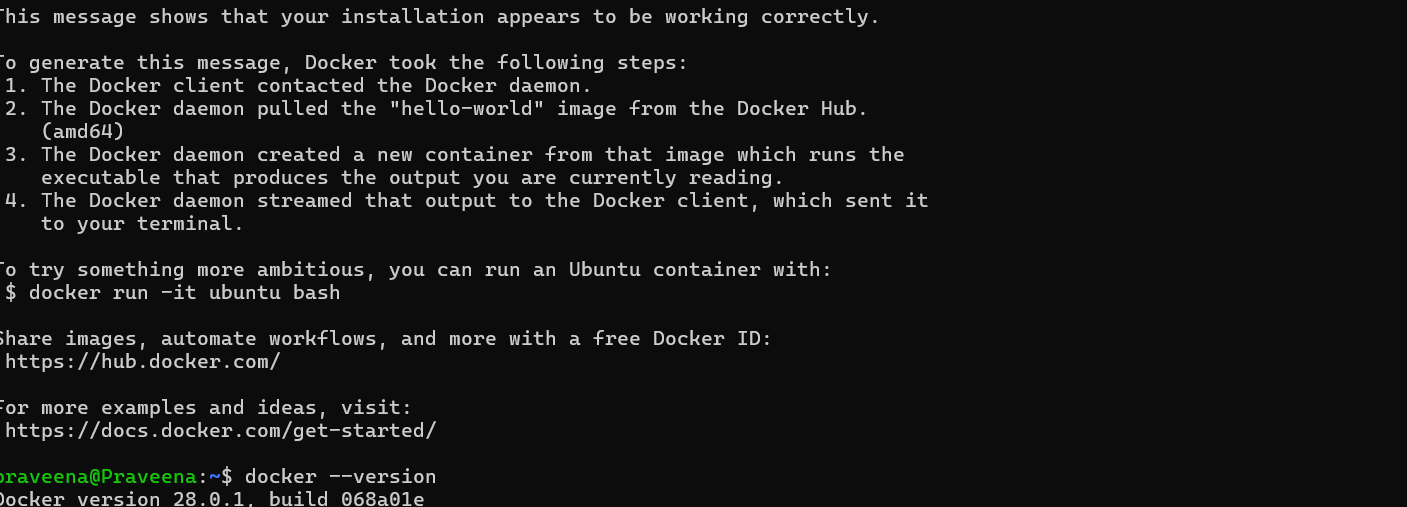 This message shows that your installation appears to be working correctly.
To generate this message, Docker took the following steps:
1. The Docker client contacted the Docker daemon.
2. The Docker daemon pulled the "hello-world" image from the Docker Hub.
(amd64)
3. The Docker daemon created a new container from that image which runs the
executable that produces the output you are currently reading.
4. The Docker daemon streamed that output to the Docker client, which sent it
to your terminal.
To try something more ambitious, you can run an Ubuntu container with:
$ docker run -it ubuntu bash
Share images, automate workflows, and more with a free Docker ID:
https://hub.docker.com/
For more examples and ideas, visit:
https://docs.docker.com/get-started/
praveena@Praveena:~$ docker --version
Docker version 28.0.1, build 068a01e